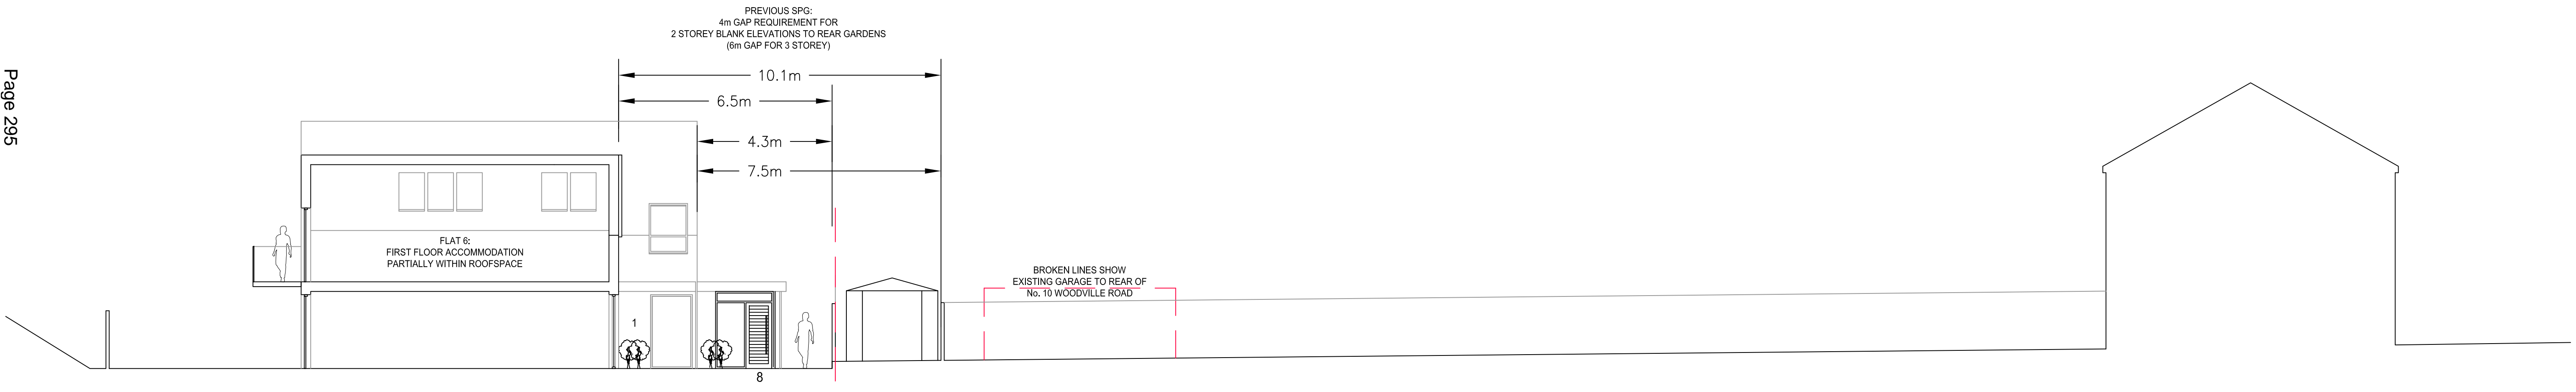 PREVIOUS SPG:
4m GAP REQUIREMENT FOR
2 STOREY BLANK ELEVATIONS TO REAR GARDENS
(6m GAP FOR 3 STOREY)
10.1m
6.5m
4.3m
7.5m
Page 295
FLAT 6:
FIRST FLOOR ACCOMMODATION
PARTIALLY WITHIN ROOFSPACE
BROKEN LINES SHOW
EXISTING GARAGE TO REAR OF
No. 10 WOODVILLE ROAD
1
8